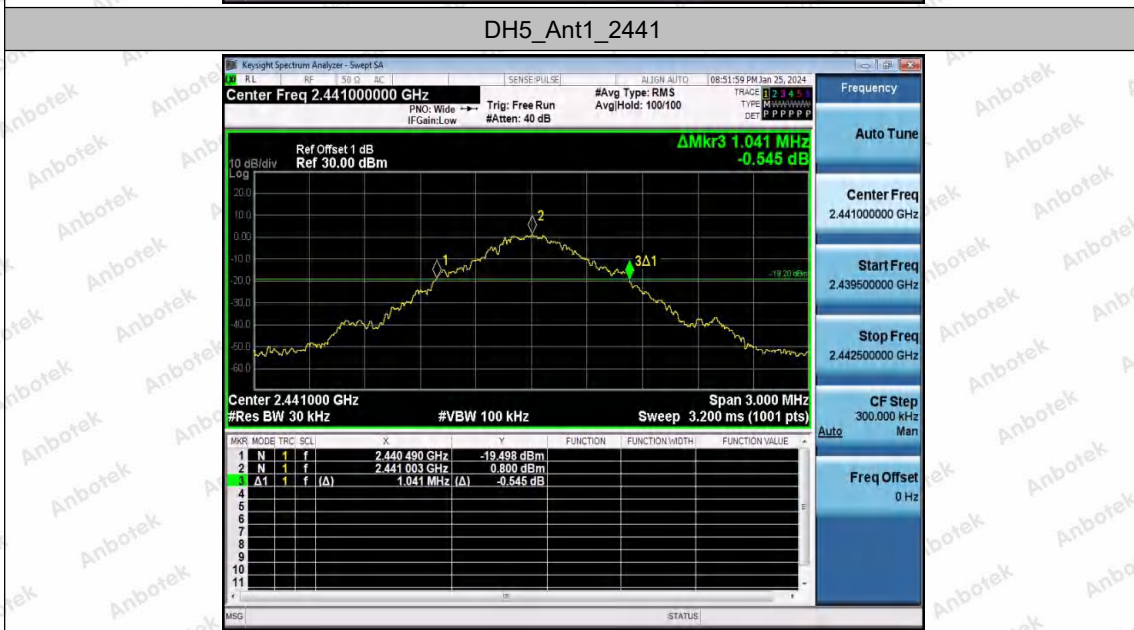 DH5_Ant1_2441
Keysight Spectrum Analyzer - Swept SA
RL RF 50 Ω AC SENSE:PULSE ALIGN AUTO 08:51:59 PM Jan 25, 2024
Center Freq 2.441000000 GHz
PNO: Wide
IFGain:Low
Trig: Free Run
#Atten: 40 dB
#Avg Type: RMS
Avg|Hold: 100/100
TRACE 1 2 3 4 5 6
TYPE M W W W W W
DET P P P P P P
ΔMkr3 1.041 MHz
-0.545 dB
Ref Offset 1 dB
10 dB/div Ref 30.00 dBm
Log
20.0
10.0
0.00
-10.0
-20.0
-30.0
-40.0
-50.0
-60.0
1
2
3Δ1
-19.20 dBm
Center 2.441000 GHz Span 3.000 MHz
#Res BW 30 kHz #VBW 100 kHz Sweep 3.200 ms (1001 pts)
MKR MODE TRC SCL X Y FUNCTION FUNCTION WIDTH FUNCTION VALUE
1 N 1 f 2.440 490 GHz -19.498 dBm
2 N 1 f 2.441 003 GHz 0.800 dBm
3 Δ1 1 f (Δ) 1.041 MHz (Δ) -0.545 dB
4
5
6
7
8
9
10
11
MSG STATUS
Frequency
Auto Tune
Center Freq
2.441000000 GHz
Start Freq
2.439500000 GHz
Stop Freq
2.442500000 GHz
CF Step
300.000 kHz
Auto Man
Freq Offset
0 Hz
Anbotek